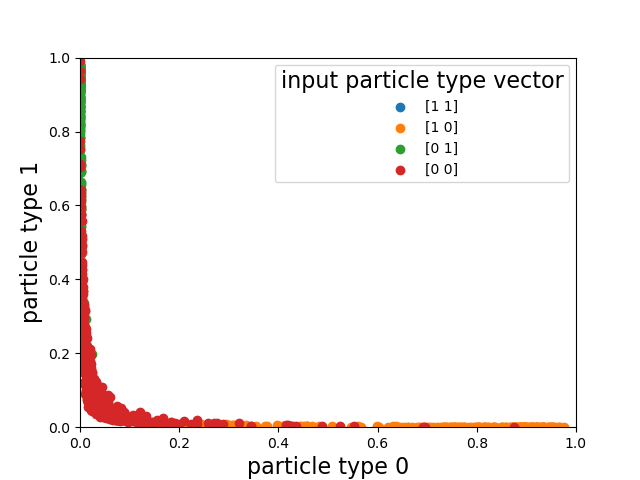 1.0
0.8
0.6
0.4
0.2
0.0
particle type 1
input particle type vector
[1 1]
[1 0]
[0 1]
[0 0]
0.0 0.2 0.4 0.6 0.8 1.0
particle type 0